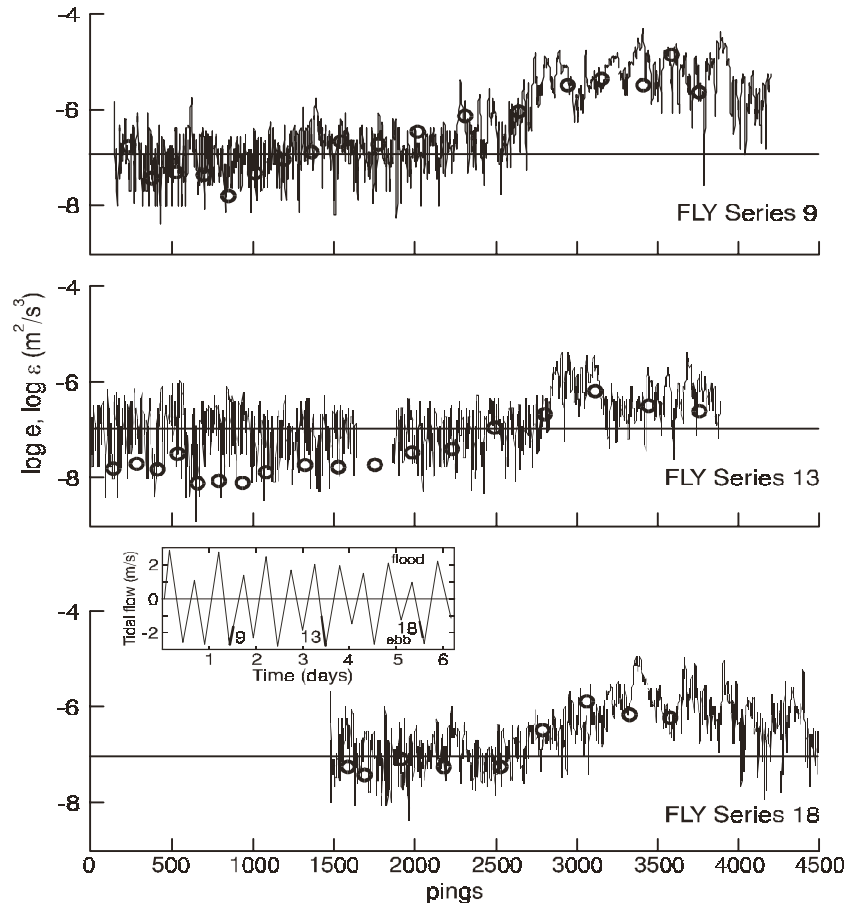 -4
-6
-8
FLY Series 9
-4
-6
-8
FLY Series 13
log e, log ε (m²/s³)
Tidal flow (m/s)
2
0
-2
flood
ebb
9
13
18
1 2 3 4 5 6
Time (days)
-4
-6
-8
FLY Series 18
0 500 1000 1500 2000 2500 3000 3500 4000 4500
pings